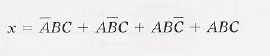 x = A̅BC + AB̅C + ABC̅ + ABC